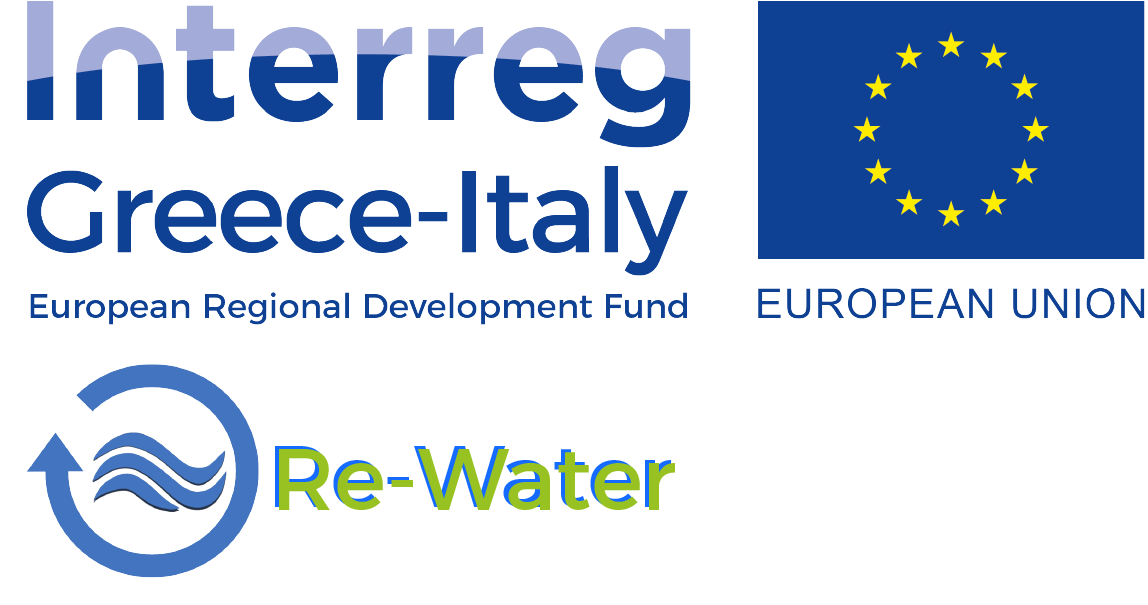 Interreg
Greece-Italy
European Regional Development Fund
EUROPEAN UNION
Re-Water